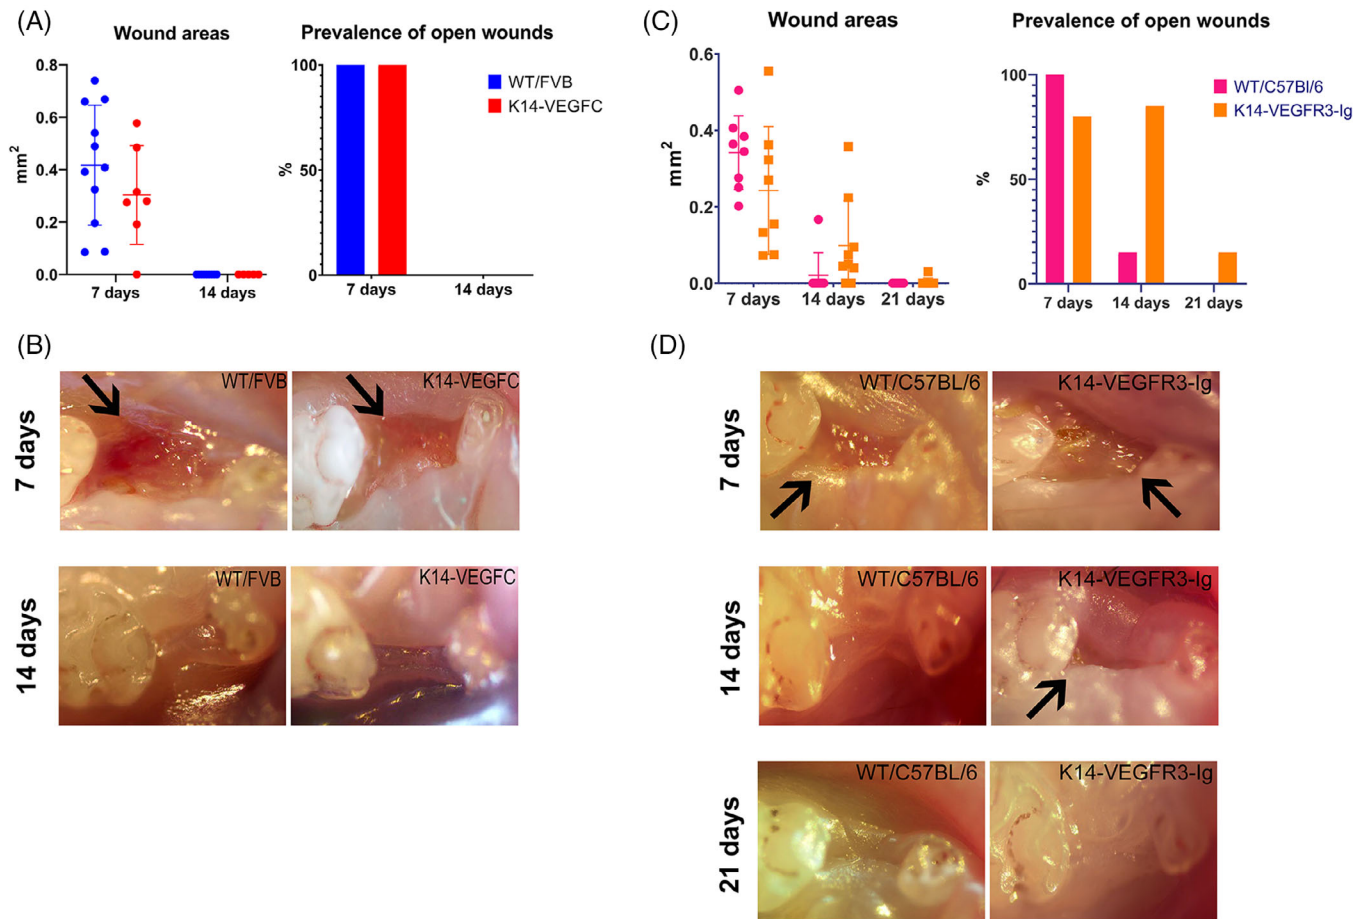 (A)
Wound areas
mm2
0.8
0.6
0.4
0.2
0.0
7 days
14 days
Prevalence of open wounds
%
100
50
0
7 days
14 days
WT/FVB
K14-VEGFC
(C)
Wound areas
mm2
0.6
0.4
0.2
0.0
7 days
14 days
21 days
Prevalence of open wounds
%
100
50
0
7 days
14 days
21 days
WT/C57Bl/6
K14-VEGFR3-Ig
(B)
7 days
WT/FVB
K14-VEGFC
14 days
WT/FVB
K14-VEGFC
(D)
7 days
WT/C57BL/6
K14-VEGFR3-Ig
14 days
WT/C57BL/6
K14-VEGFR3-Ig
21 days
WT/C57BL/6
K14-VEGFR3-Ig